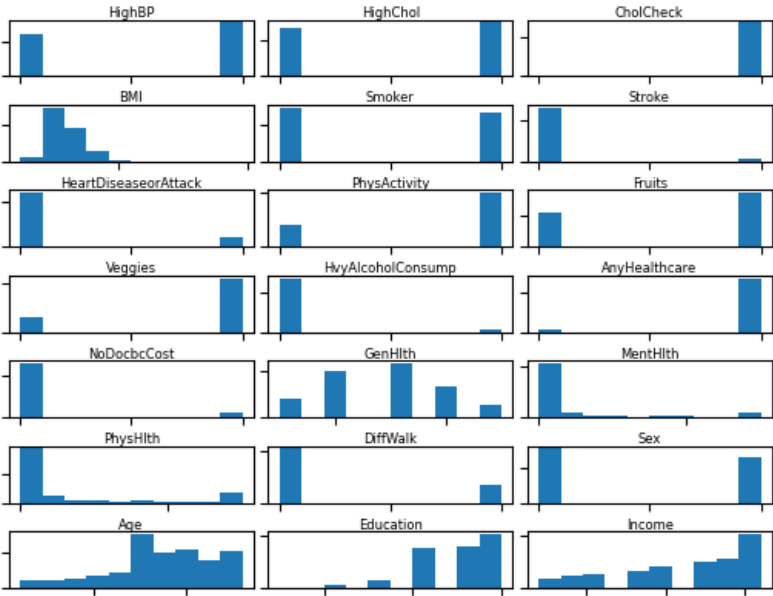 HighBP HighChol CholCheck
BMI Smoker Stroke
HeartDiseaseorAttack PhysActivity Fruits
Veggies HvyAlcoholConsump AnyHealthcare
NoDocbcCost GenHlth MentHlth
PhysHlth DiffWalk Sex
Age Education Income